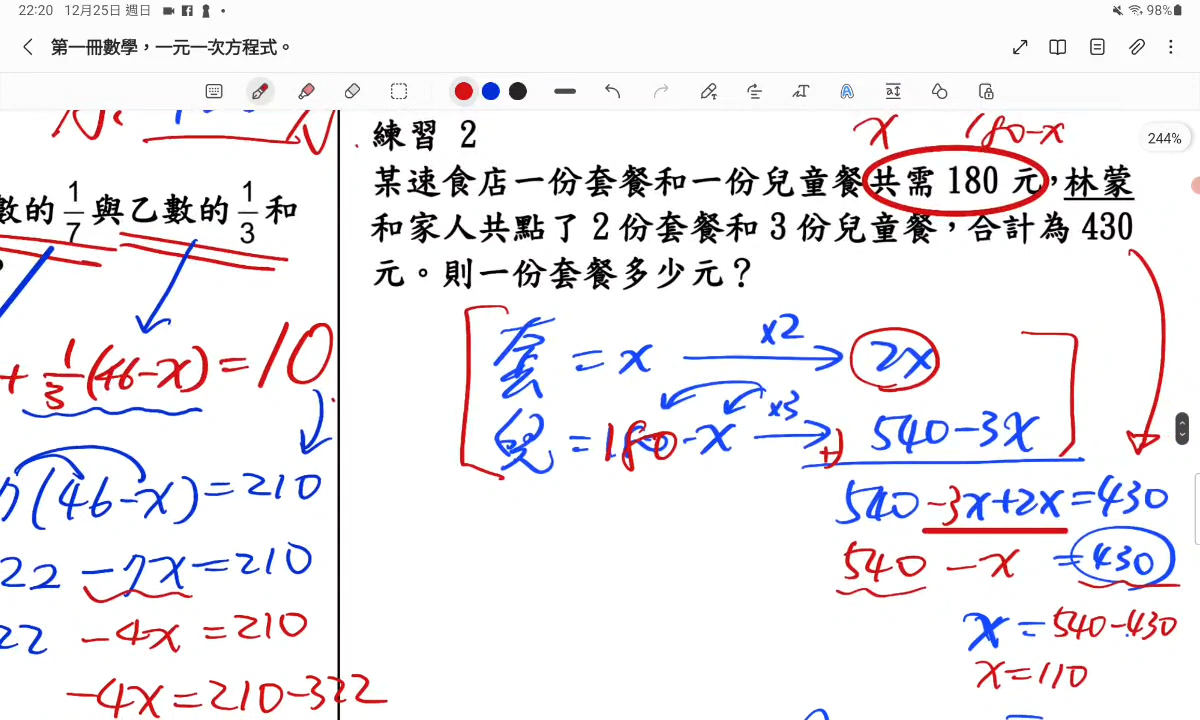 22:20 12月25日 週日
98%
第一冊數學，一元一次方程式。
244%
數的 1/7 與乙數的 1/3 和
+ 1/3 (46-x) = 10
7(46-x) = 210
22 -7x = 210
22 -4x = 210
-4x = 210-322
練習 2
x 180-x
某速食店一份套餐和一份兒童餐共需 180 元，林蒙
和家人共點了 2 份套餐和 3 份兒童餐，合計為 430
元。則一份套餐多少元？
套 = x ×2 2x
兒 = 180 -x ×3 +) 540-3x
540-3x+2x=430
540 -x =430
x = 540-430
x=110